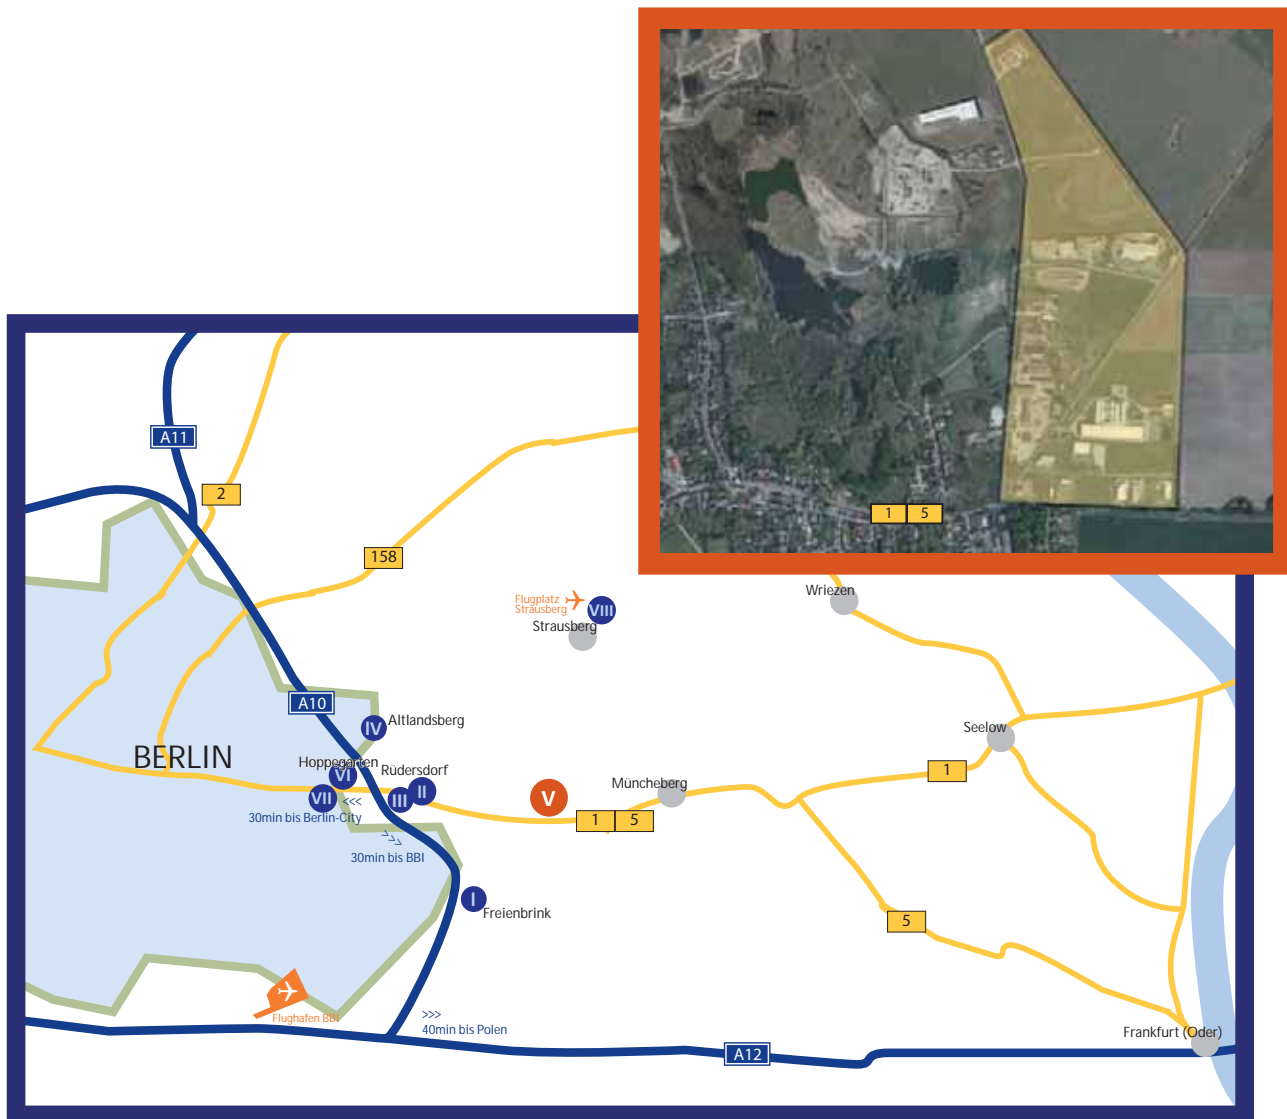 1 5
A11
2
158
Flugplatz
Strausberg
VIII
Strausberg
Wriezen
A10
IV
Altlandsberg
Seelow
BERLIN
Hoppegarten
VI
Rüdersdorf
VII
<<<
III
II
V
Müncheberg
1
30min bis Berlin-City
1 5
>>>
30min bis BBI
I
Freienbrink
5
Flughafen BBI
>>>
40min bis Polen
Frankfurt (Oder)
A12